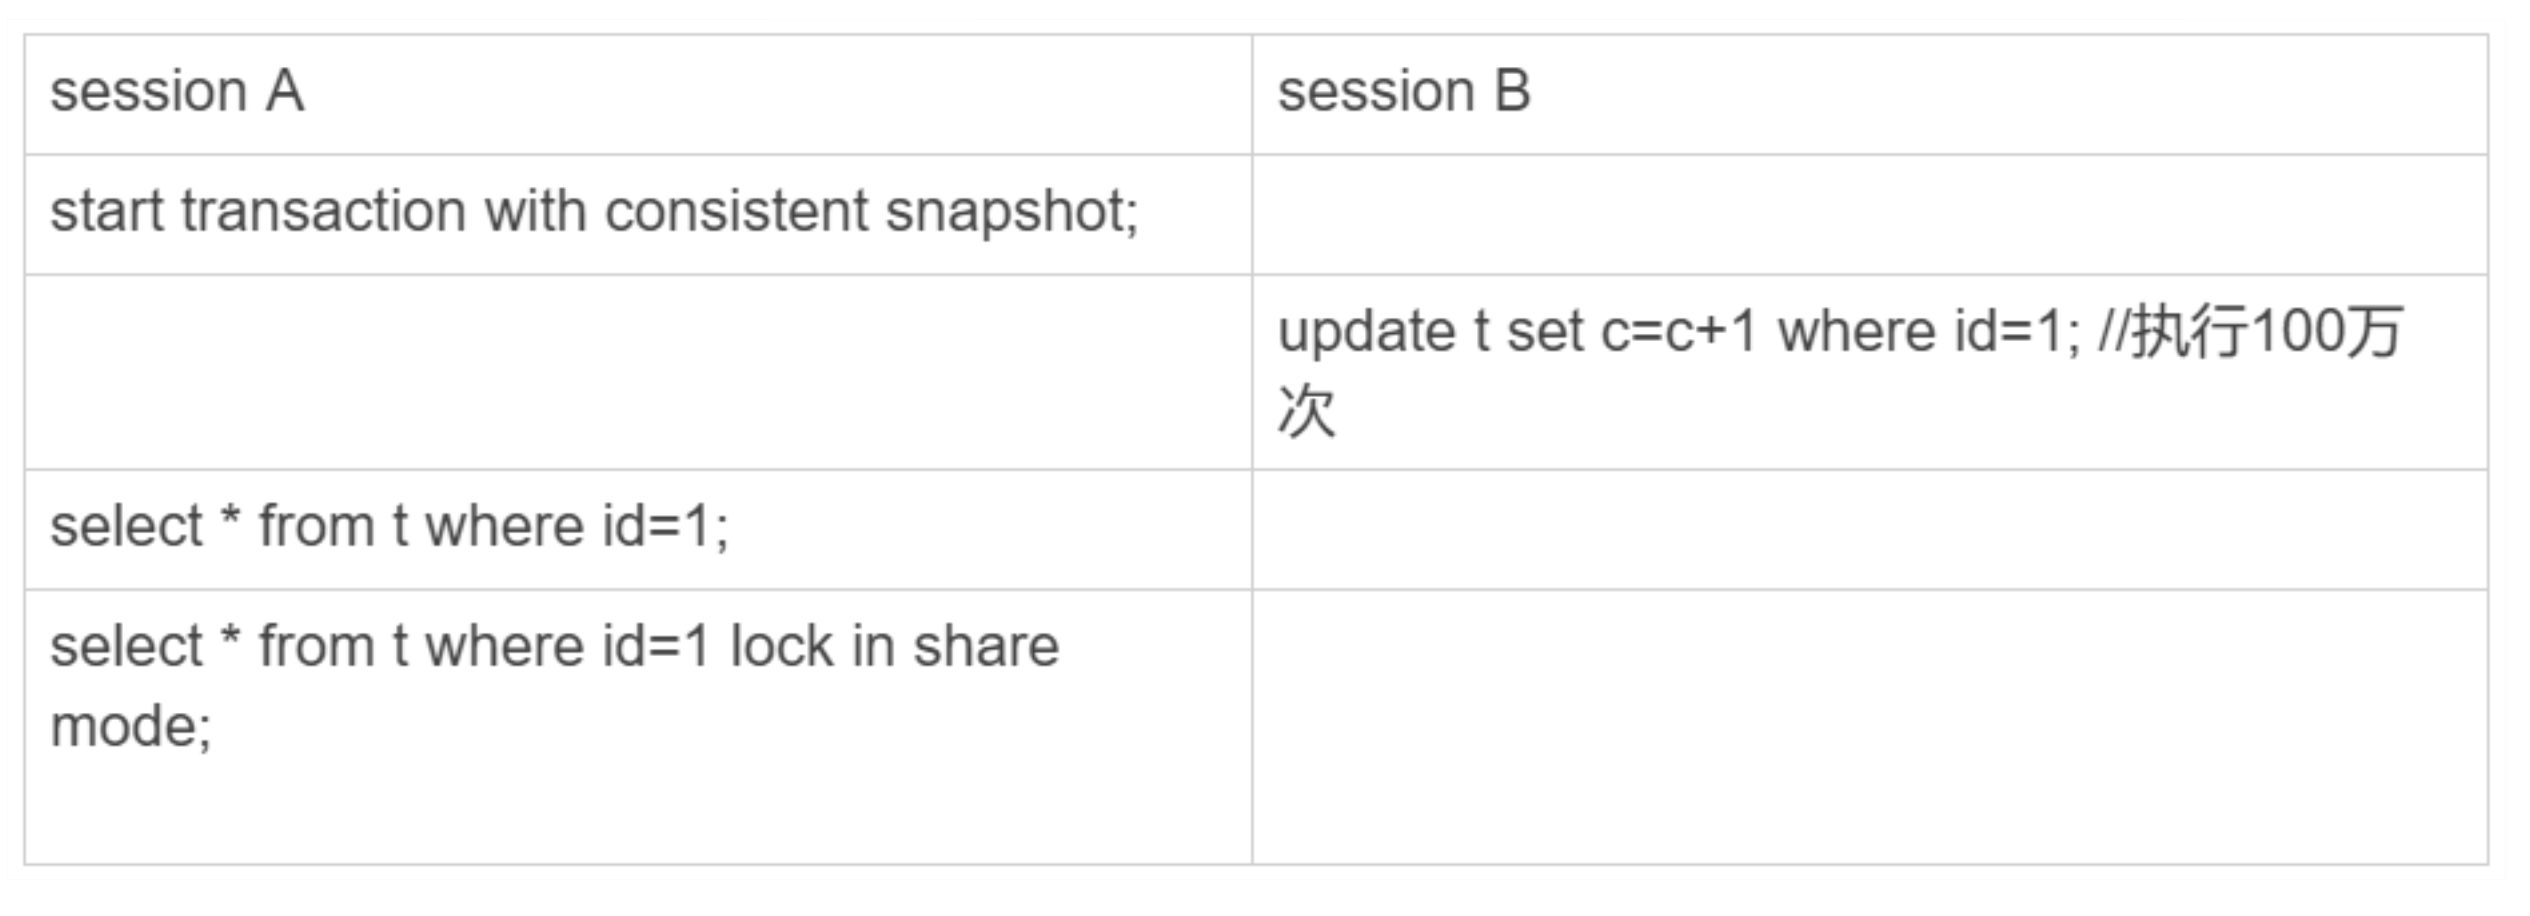 session A
session B
start transaction with consistent snapshot;
update t set c=c+1 where id=1; //执行100万
次
select * from t where id=1;
select * from t where id=1 lock in share
mode;